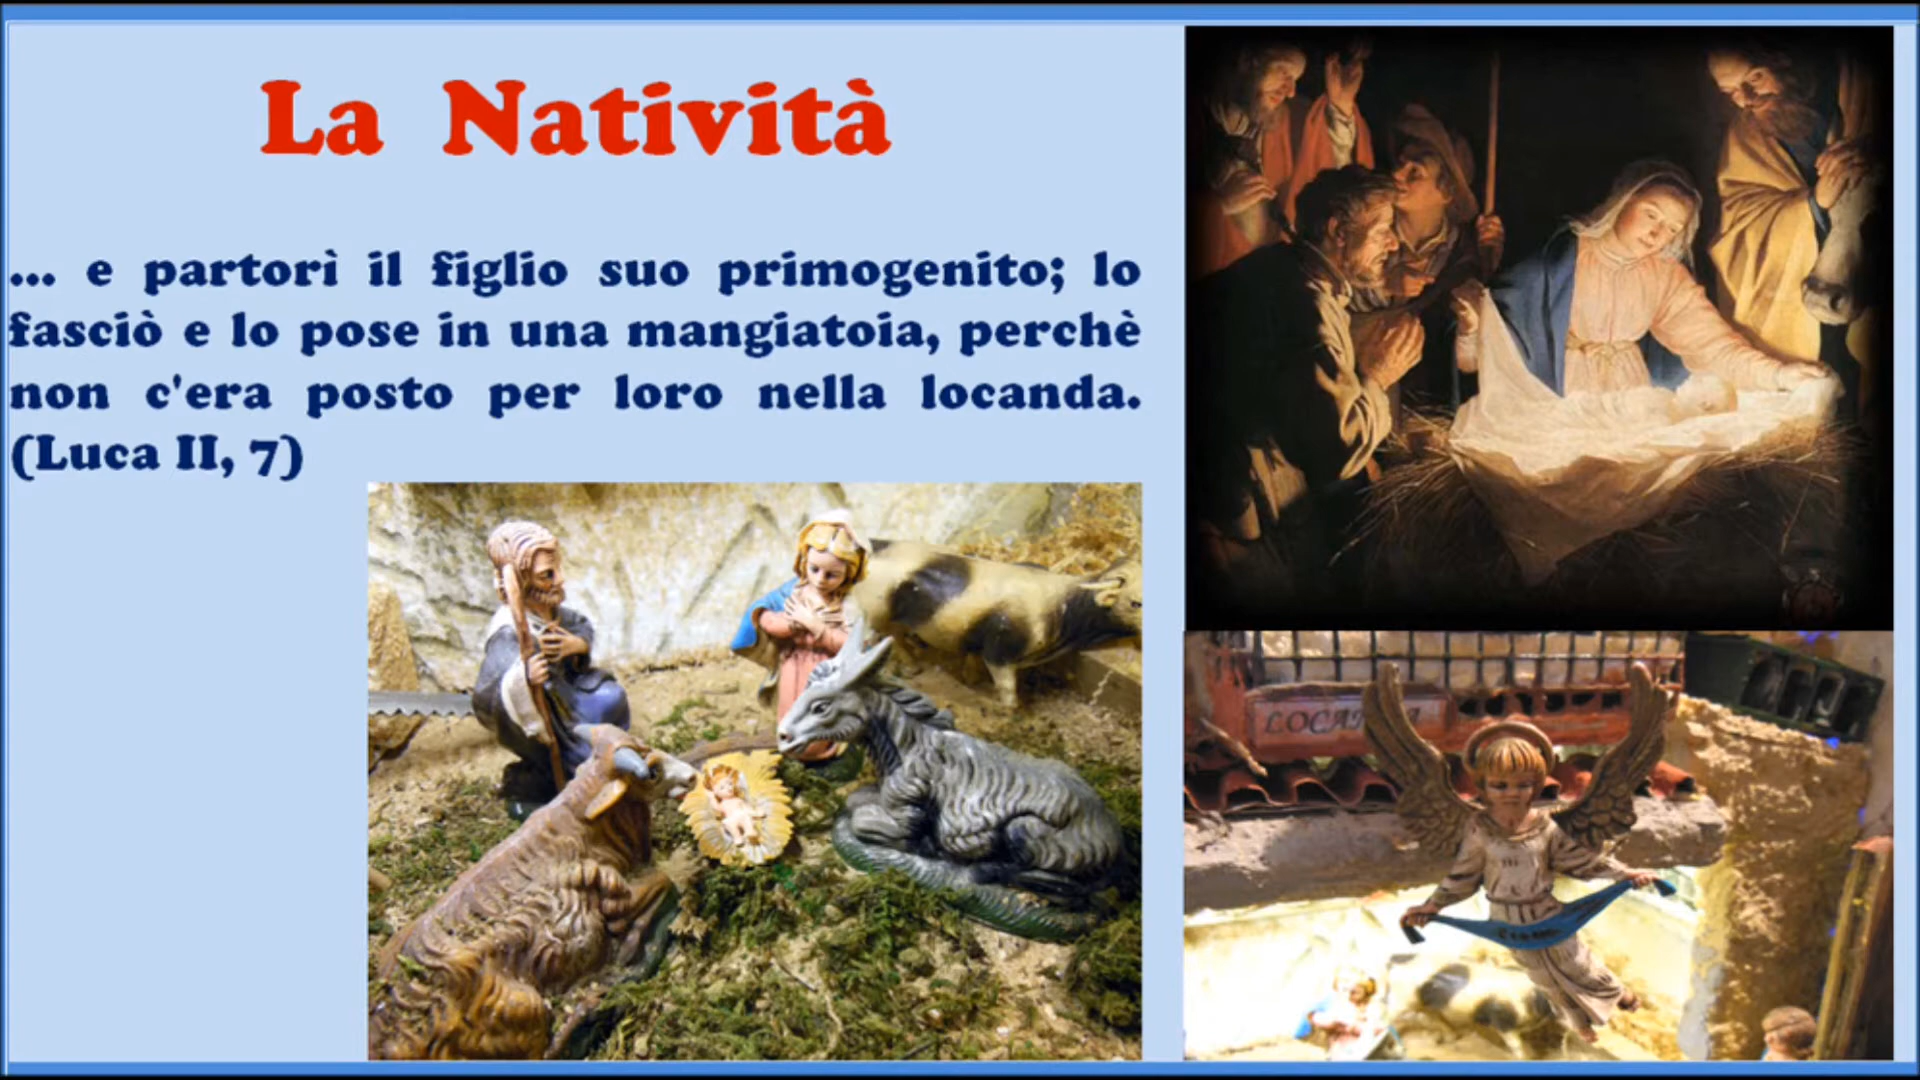 La Natività
... e partorì il figlio suo primogenito; lo
fasciò e lo pose in una mangiatoia, perchè
non c'era posto per loro nella locanda.
(Luca II, 7)